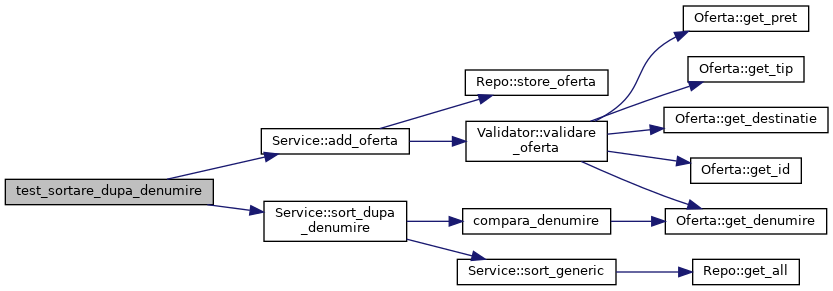 test_sortare_dupa_denumire
Service::add_oferta
Repo::store_oferta
Validator::validare
_oferta
Oferta::get_pret
Oferta::get_tip
Oferta::get_destinatie
Oferta::get_id
Oferta::get_denumire
Service::sort_dupa
_denumire
compara_denumire
Service::sort_generic
Repo::get_all